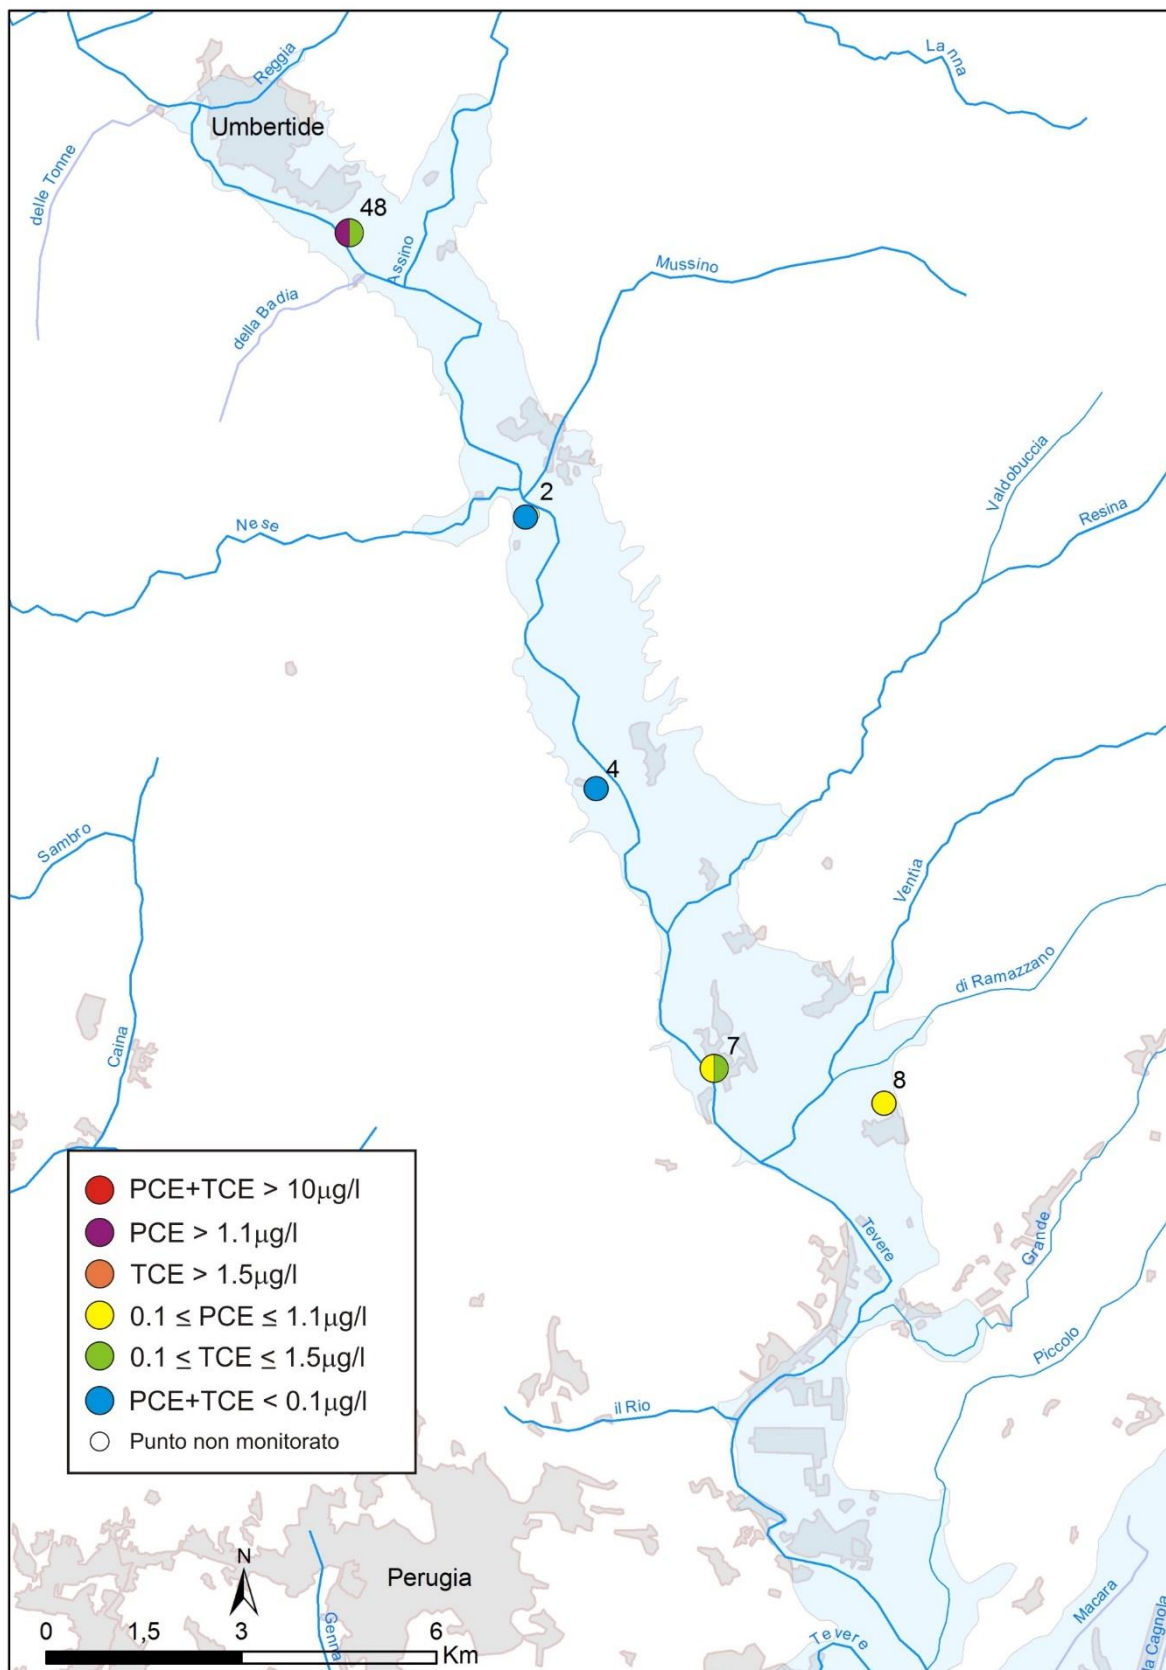 La nna
Reggia
Umbertide
delle Tonne
48
Assino
Mussino
della Badia
Valdobuccia
2
Resina
Nese
4
Sambro
Ventia
di Ramazzano
Caina
7
8
Grande
Tevere
Piccolo
PCE+TCE > 10µg/l
PCE > 1.1µg/l
TCE > 1.5µg/l
0.1 ≤ PCE ≤ 1.1µg/l
0.1 ≤ TCE ≤ 1.5µg/l
PCE+TCE < 0.1µg/l
Punto non monitorato
il Rio
N
Perugia
Macara
la Cagnola
Genna
Tevere
0 1,5 3 6
Km